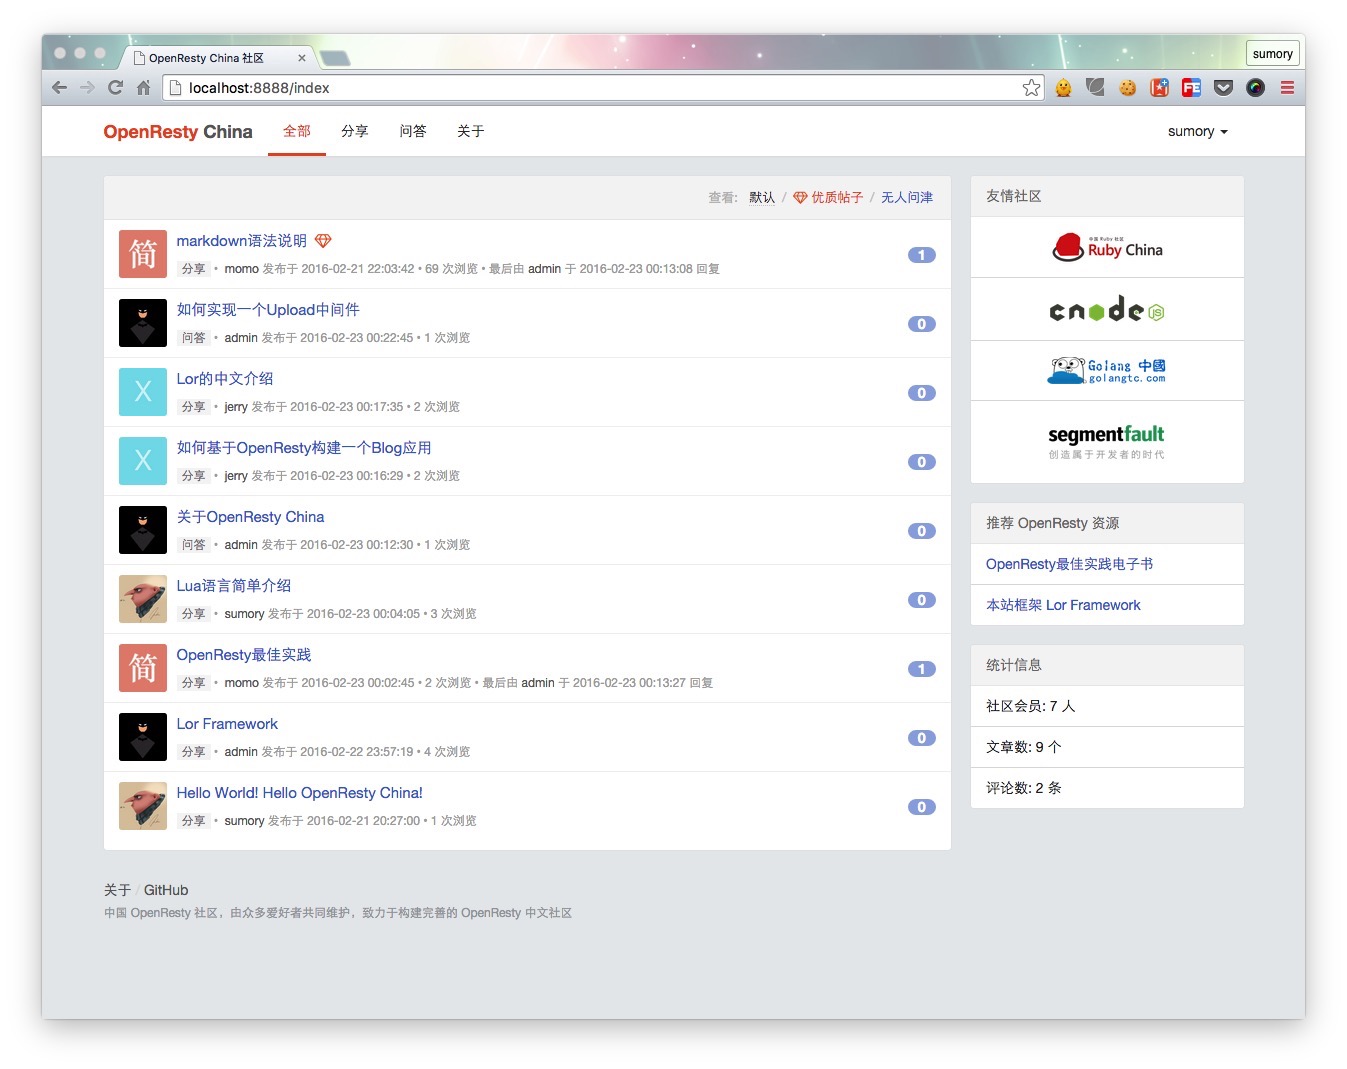 OpenResty China 社区
sumory
localhost:8888/index
OpenResty China 全部 分享 问答 关于 sumory
查看: 默认 / 优质帖子 / 无人问津
简
markdown语法说明
1
分享 • momo 发布于 2016-02-21 22:03:42 • 69 次浏览 • 最后由 admin 于 2016-02-23 00:13:08 回复
如何实现一个Upload中间件
0
问答 • admin 发布于 2016-02-23 00:22:45 • 1 次浏览
X
Lor的中文介绍
0
分享 • jerry 发布于 2016-02-23 00:17:35 • 2 次浏览
X
如何基于OpenResty构建一个Blog应用
0
分享 • jerry 发布于 2016-02-23 00:16:29 • 2 次浏览
关于OpenResty China
0
问答 • admin 发布于 2016-02-23 00:12:30 • 1 次浏览
Lua语言简单介绍
0
分享 • sumory 发布于 2016-02-23 00:04:05 • 3 次浏览
简
OpenResty最佳实践
1
分享 • momo 发布于 2016-02-23 00:02:45 • 2 次浏览 • 最后由 admin 于 2016-02-23 00:13:27 回复
Lor Framework
0
分享 • admin 发布于 2016-02-22 23:57:19 • 4 次浏览
Hello World! Hello OpenResty China!
0
分享 • sumory 发布于 2016-02-21 20:27:00 • 1 次浏览
友情社区
中国 Ruby 社区
Ruby China
cnode JS
Golang 中國
golangtc.com
segmentfault
创造属于开发者的时代
推荐 OpenResty 资源
OpenResty最佳实践电子书
本站框架 Lor Framework
统计信息
社区会员: 7 人
文章数: 9 个
评论数: 2 条
关于 / GitHub
中国 OpenResty 社区，由众多爱好者共同维护，致力于构建完善的 OpenResty 中文社区